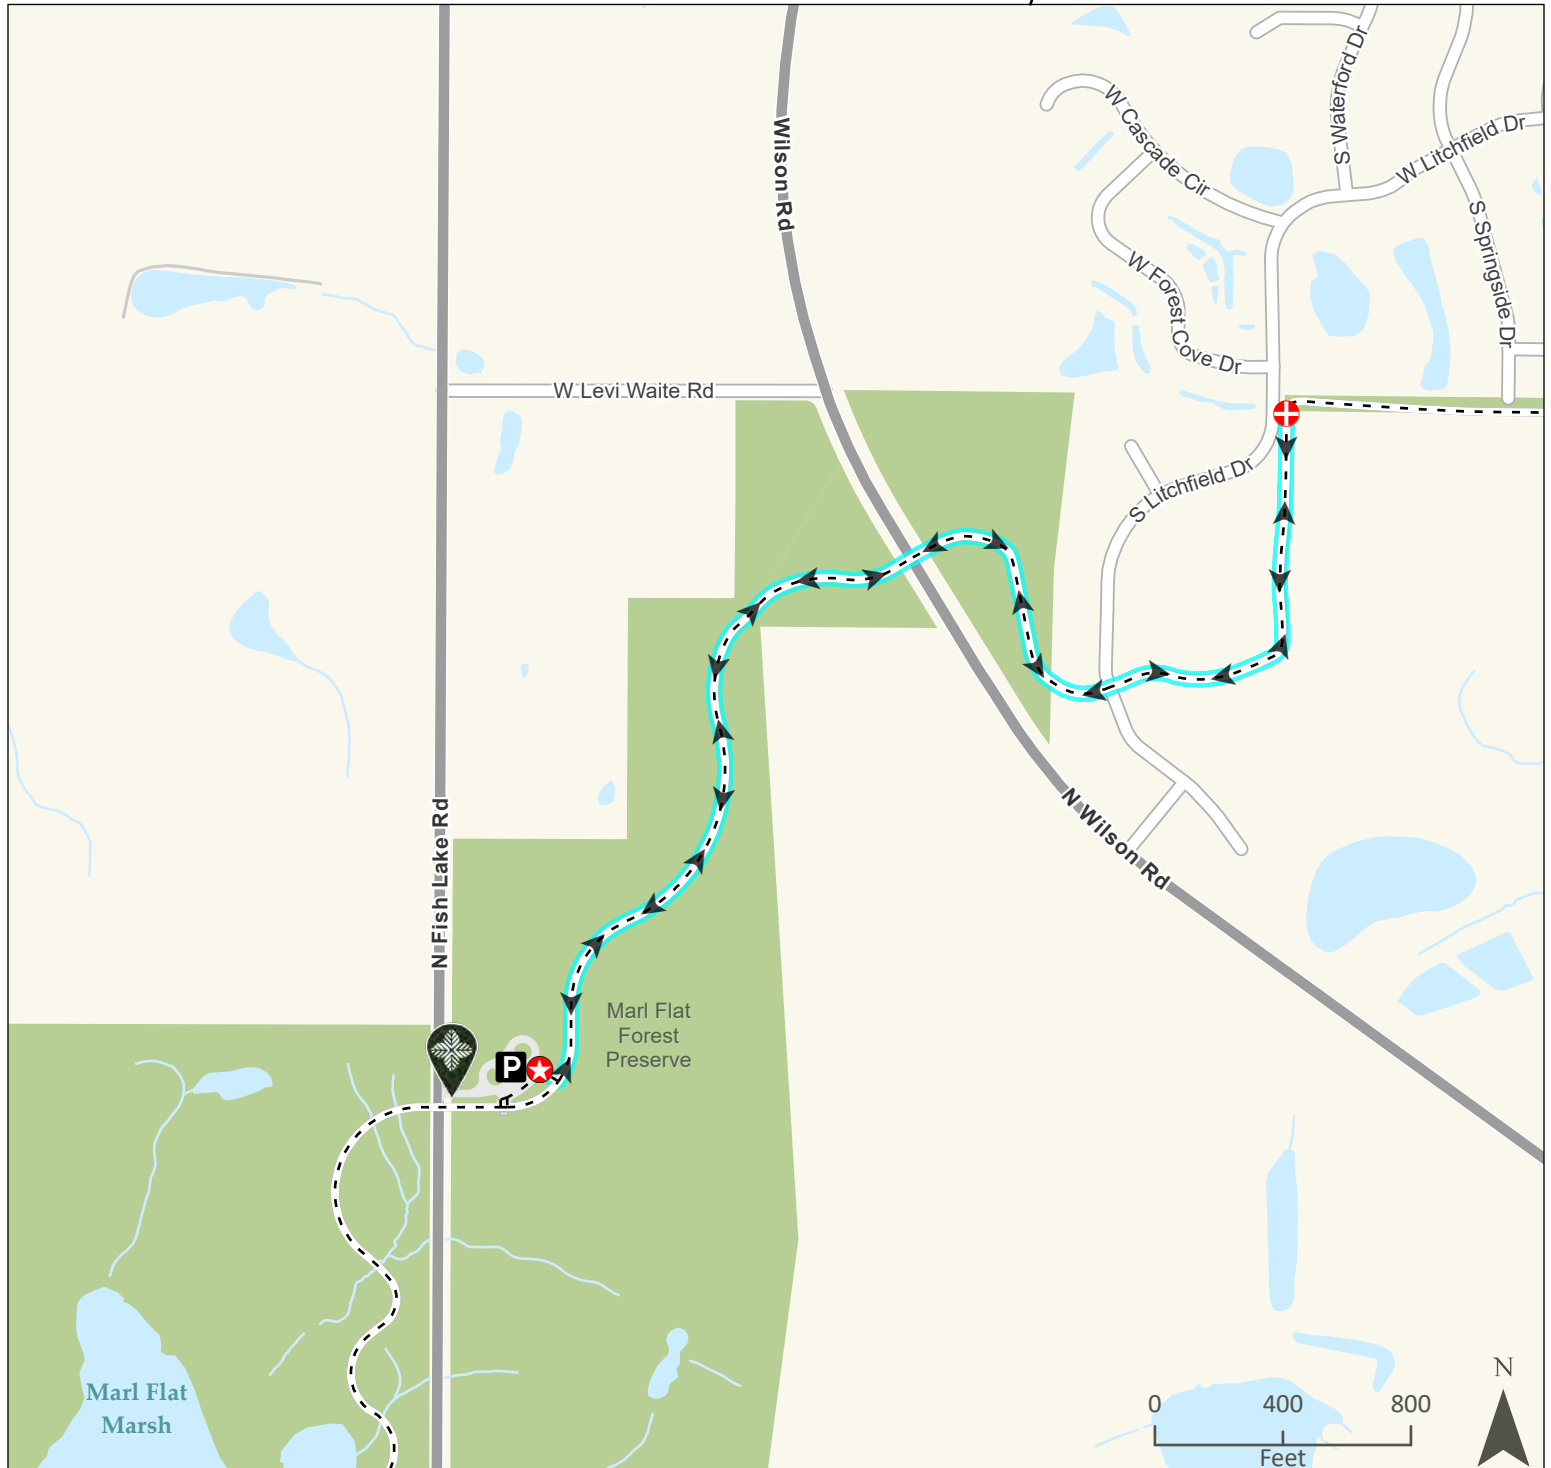 S Waterford Dr
W Cascade Cir
W Litchfield Dr
Wilson Rd
S Springside Dr
W Forest Cove Dr
W Levi Waite Rd
S Litchfield Dr
N Fish Lake Rd
N Wilson Rd
Marl Flat
Forest
Preserve
P
Marl Flat
Marsh
N
0 400 800
Feet